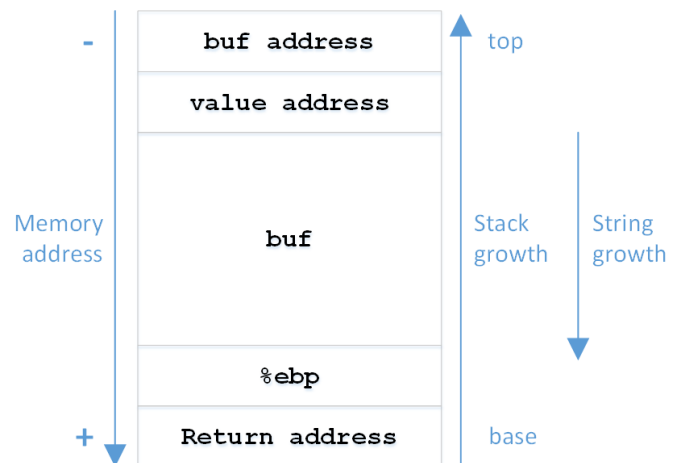 -
buf address
top
value address
Memory
address
buf
Stack
growth
String
growth
%ebp
+
Return address
base